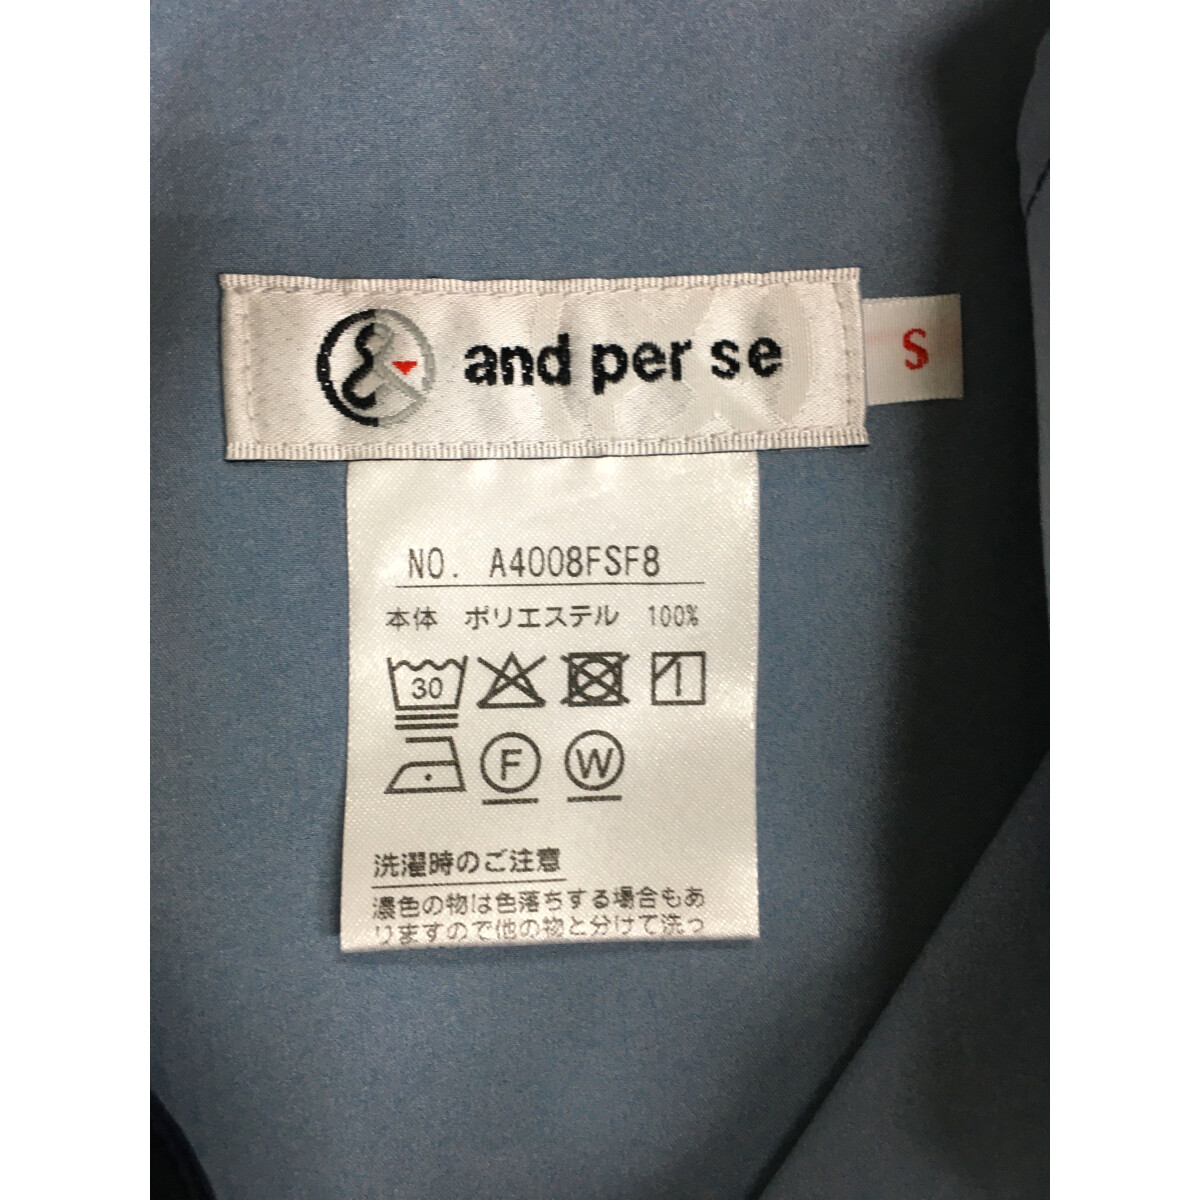 and per se
S
NO. A4008FSF8
本体 ポリエステル 100%
30
F W
洗濯時のご注意
濃色の物は色落ちする場合もあ
りますので他の物と分けて洗っ